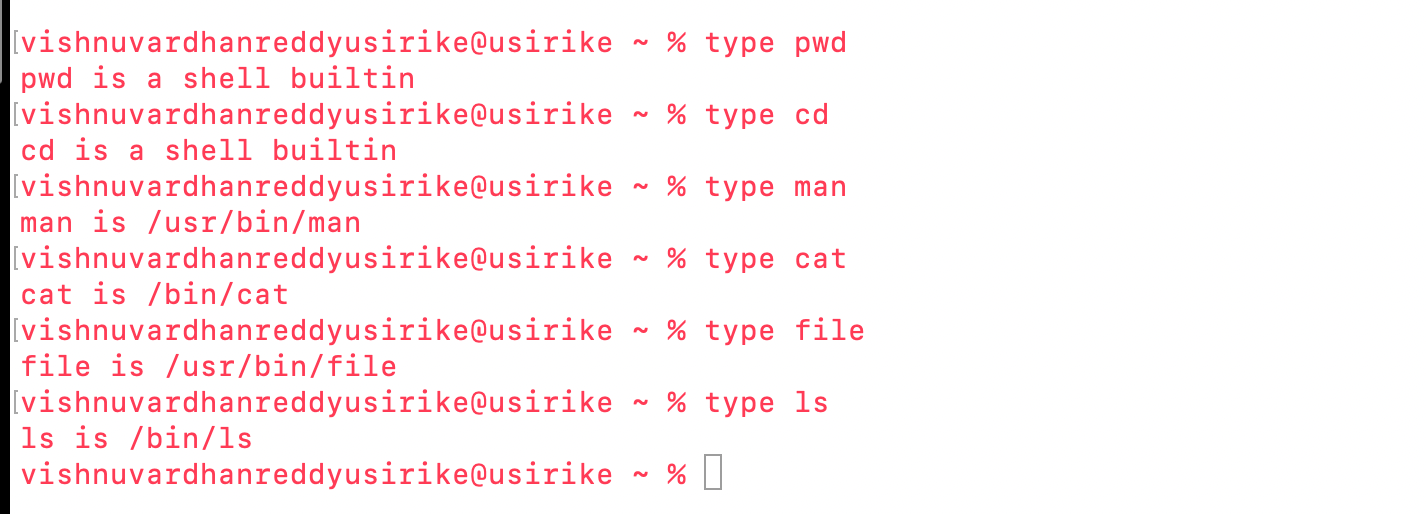 [vishnuvardhanreddyusirike@usirike ~ % type pwd
pwd is a shell builtin
[vishnuvardhanreddyusirike@usirike ~ % type cd
cd is a shell builtin
[vishnuvardhanreddyusirike@usirike ~ % type man
man is /usr/bin/man
[vishnuvardhanreddyusirike@usirike ~ % type cat
cat is /bin/cat
[vishnuvardhanreddyusirike@usirike ~ % type file
file is /usr/bin/file
[vishnuvardhanreddyusirike@usirike ~ % type ls
ls is /bin/ls
vishnuvardhanreddyusirike@usirike ~ %